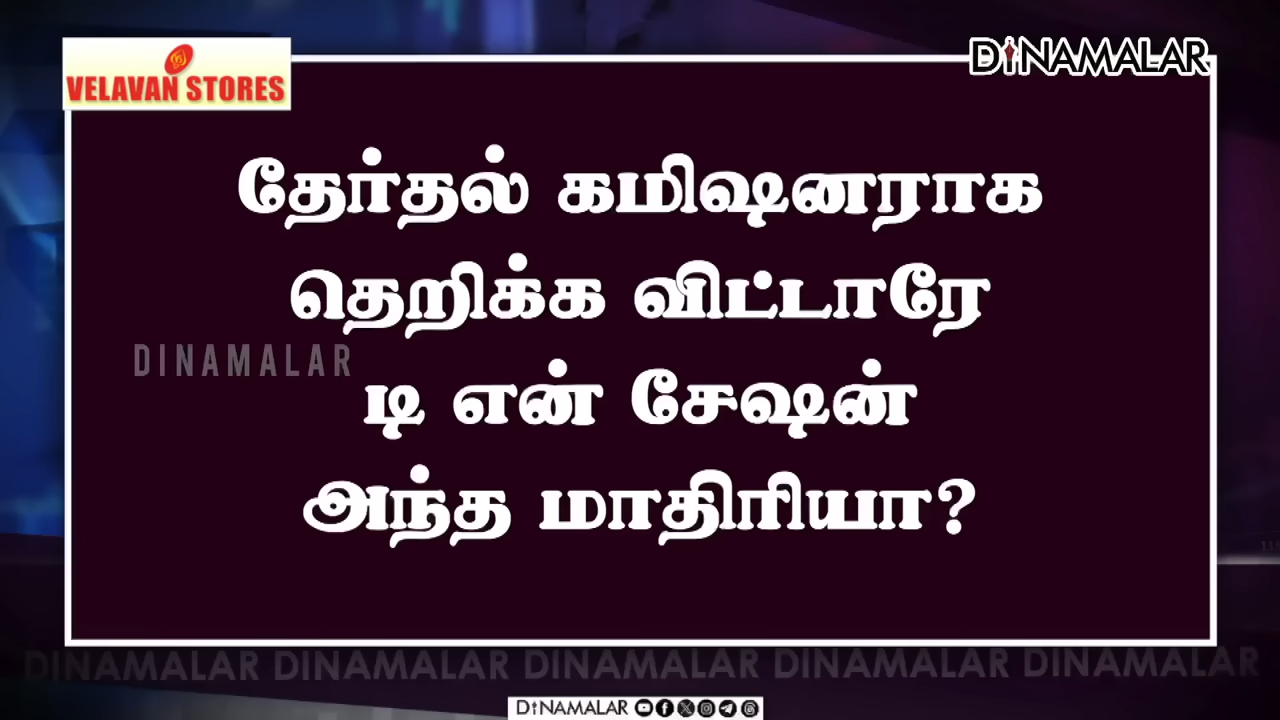 VELAVAN STORES
DINAMALAR
தேர்தல் கமிஷனராக
தெறிக்க விட்டாரே
DINAMALAR
டி என் சேஷன்
அந்த மாதிரியா?
DINAMALAR DINAMALAR DINAMALAR DINAMALAR DINAMALAR
DINAMALAR